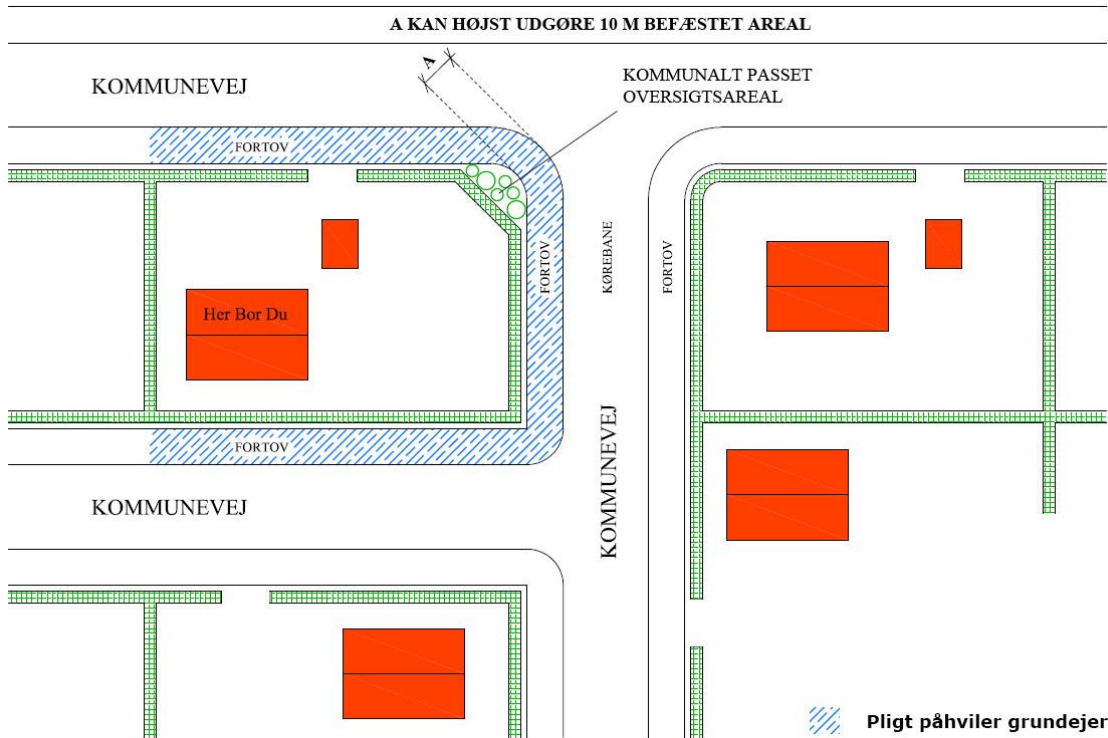 A KAN HØJST UDGØRE 10 M BEFÆSTET AREAL
A
KOMMUNEVEJ
KOMMUNALT PASSET
OVERSIGTSAREAL
FORTOV
FORTOV
KØREBANE
FORTOV
Her Bor Du
KOMMUNEVEJ
FORTOV
KOMMUNEVEJ
Pligt påhviler grundejer